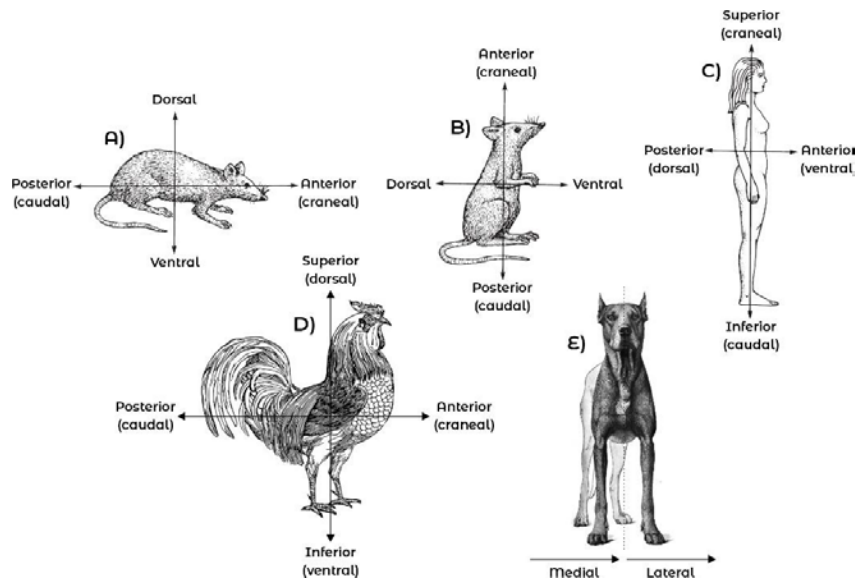 A)
Dorsal
Posterior
(caudal)
Anterior
(craneal)
Ventral
B)
Anterior
(craneal)
Dorsal
Ventral
Posterior
(caudal)
C)
Superior
(craneal)
Posterior
(dorsal)
Anterior
(ventral)
Inferior
(caudal)
D)
Superior
(dorsal)
Posterior
(caudal)
Anterior
(craneal)
Inferior
(ventral)
E)
Medial
Lateral